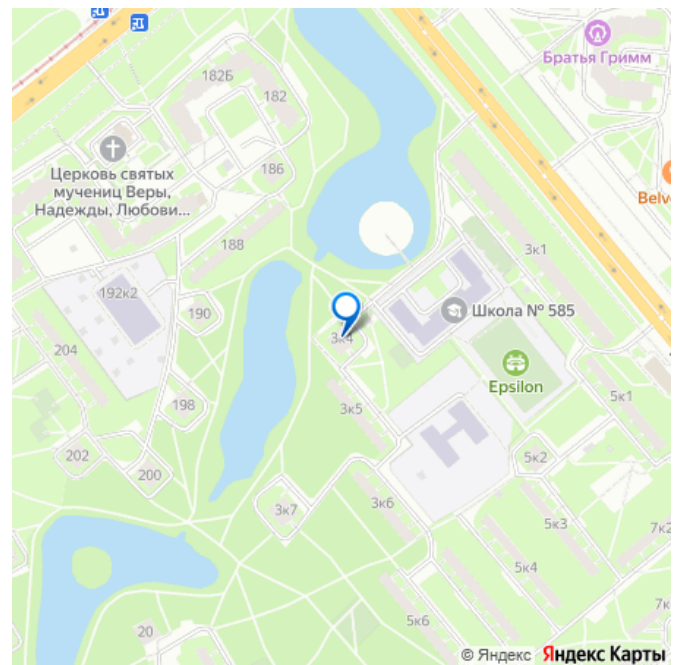 182Б
182
Братья Гримм
Церковь святых
мучениц Веры,
Надежды, Любови...
186
Belv
188
3к1
192к2
190
Школа № 585
3к4
204
Epsilon
198
3к5
5к1
202
200
5к2
3к7
3к6
5к3
7к2
5к4
7к
20
5к6
© Яндекс Яндекс Карты